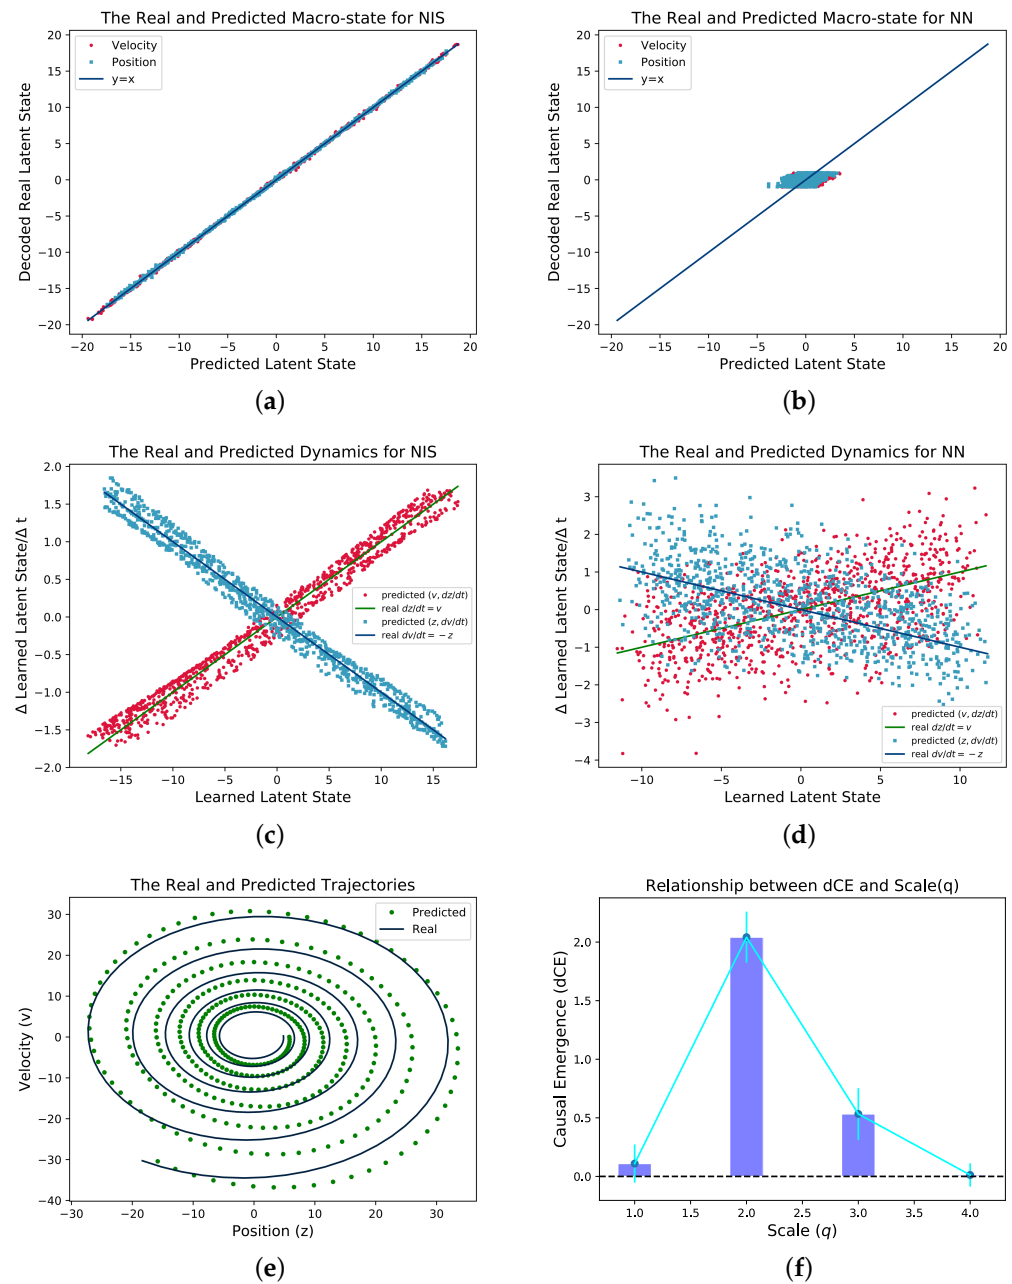 The Real and Predicted Macro-state for NIS
20
15
10
5
0
−5
−10
−15
−20
Decoded Real Latent State
Velocity
Position
y=x
−20 −15 −10 −5 0 5 10 15 20
Predicted Latent State
(a)
The Real and Predicted Macro-state for NN
20
15
10
5
0
−5
−10
−15
−20
Decoded Real Latent State
Velocity
Position
y=x
−20 −15 −10 −5 0 5 10 15 20
Predicted Latent State
(b)
The Real and Predicted Dynamics for NIS
2.0
1.5
1.0
0.5
0.0
−0.5
−1.0
−1.5
−2.0
Δ Learned Latent State/Δ t
predicted (v, dz/dt)
real dz/dt = v
predicted (z, dv/dt)
real dv/dt = − z
−15 −10 −5 0 5 10 15
Learned Latent State
(c)
The Real and Predicted Dynamics for NN
3
2
1
0
−1
−2
−3
−4
Δ Learned Latent State/Δ t
predicted (v, dz/dt)
real dz/dt = v
predicted (z, dv/dt)
real dv/dt = − z
−10 −5 0 5 10
Learned Latent State
(d)
The Real and Predicted Trajectories
30
20
10
0
−10
−20
−30
−40
Velocity (v)
Predicted
Real
−30 −20 −10 0 10 20 30
Position (z)
(e)
Relationship between dCE and Scale(q)
2.0
1.5
1.0
0.5
0.0
Causal Emergence (dCE)
1.0 1.5 2.0 2.5 3.0 3.5 4.0
Scale (q)
(f)